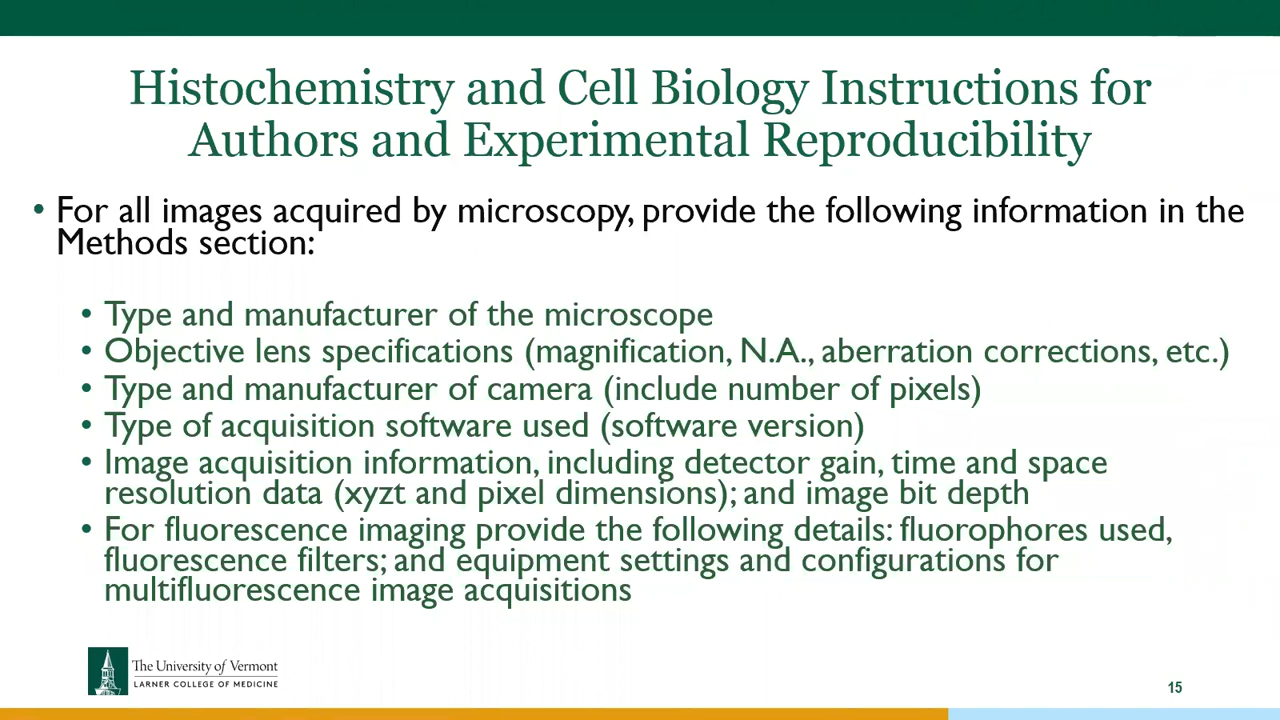 Histochemistry and Cell Biology Instructions for
Authors and Experimental Reproducibility
• For all images acquired by microscopy, provide the following information in the
Methods section:
• Type and manufacturer of the microscope
• Objective lens specifications (magnification, N.A., aberration corrections, etc.)
• Type and manufacturer of camera (include number of pixels)
• Type of acquisition software used (software version)
• Image acquisition information, including detector gain, time and space
resolution data (xyzt and pixel dimensions); and image bit depth
• For fluorescence imaging provide the following details: fluorophores used,
fluorescence filters; and equipment settings and configurations for
multifluorescence image acquisitions
The University of Vermont
LARNER COLLEGE OF MEDICINE
15